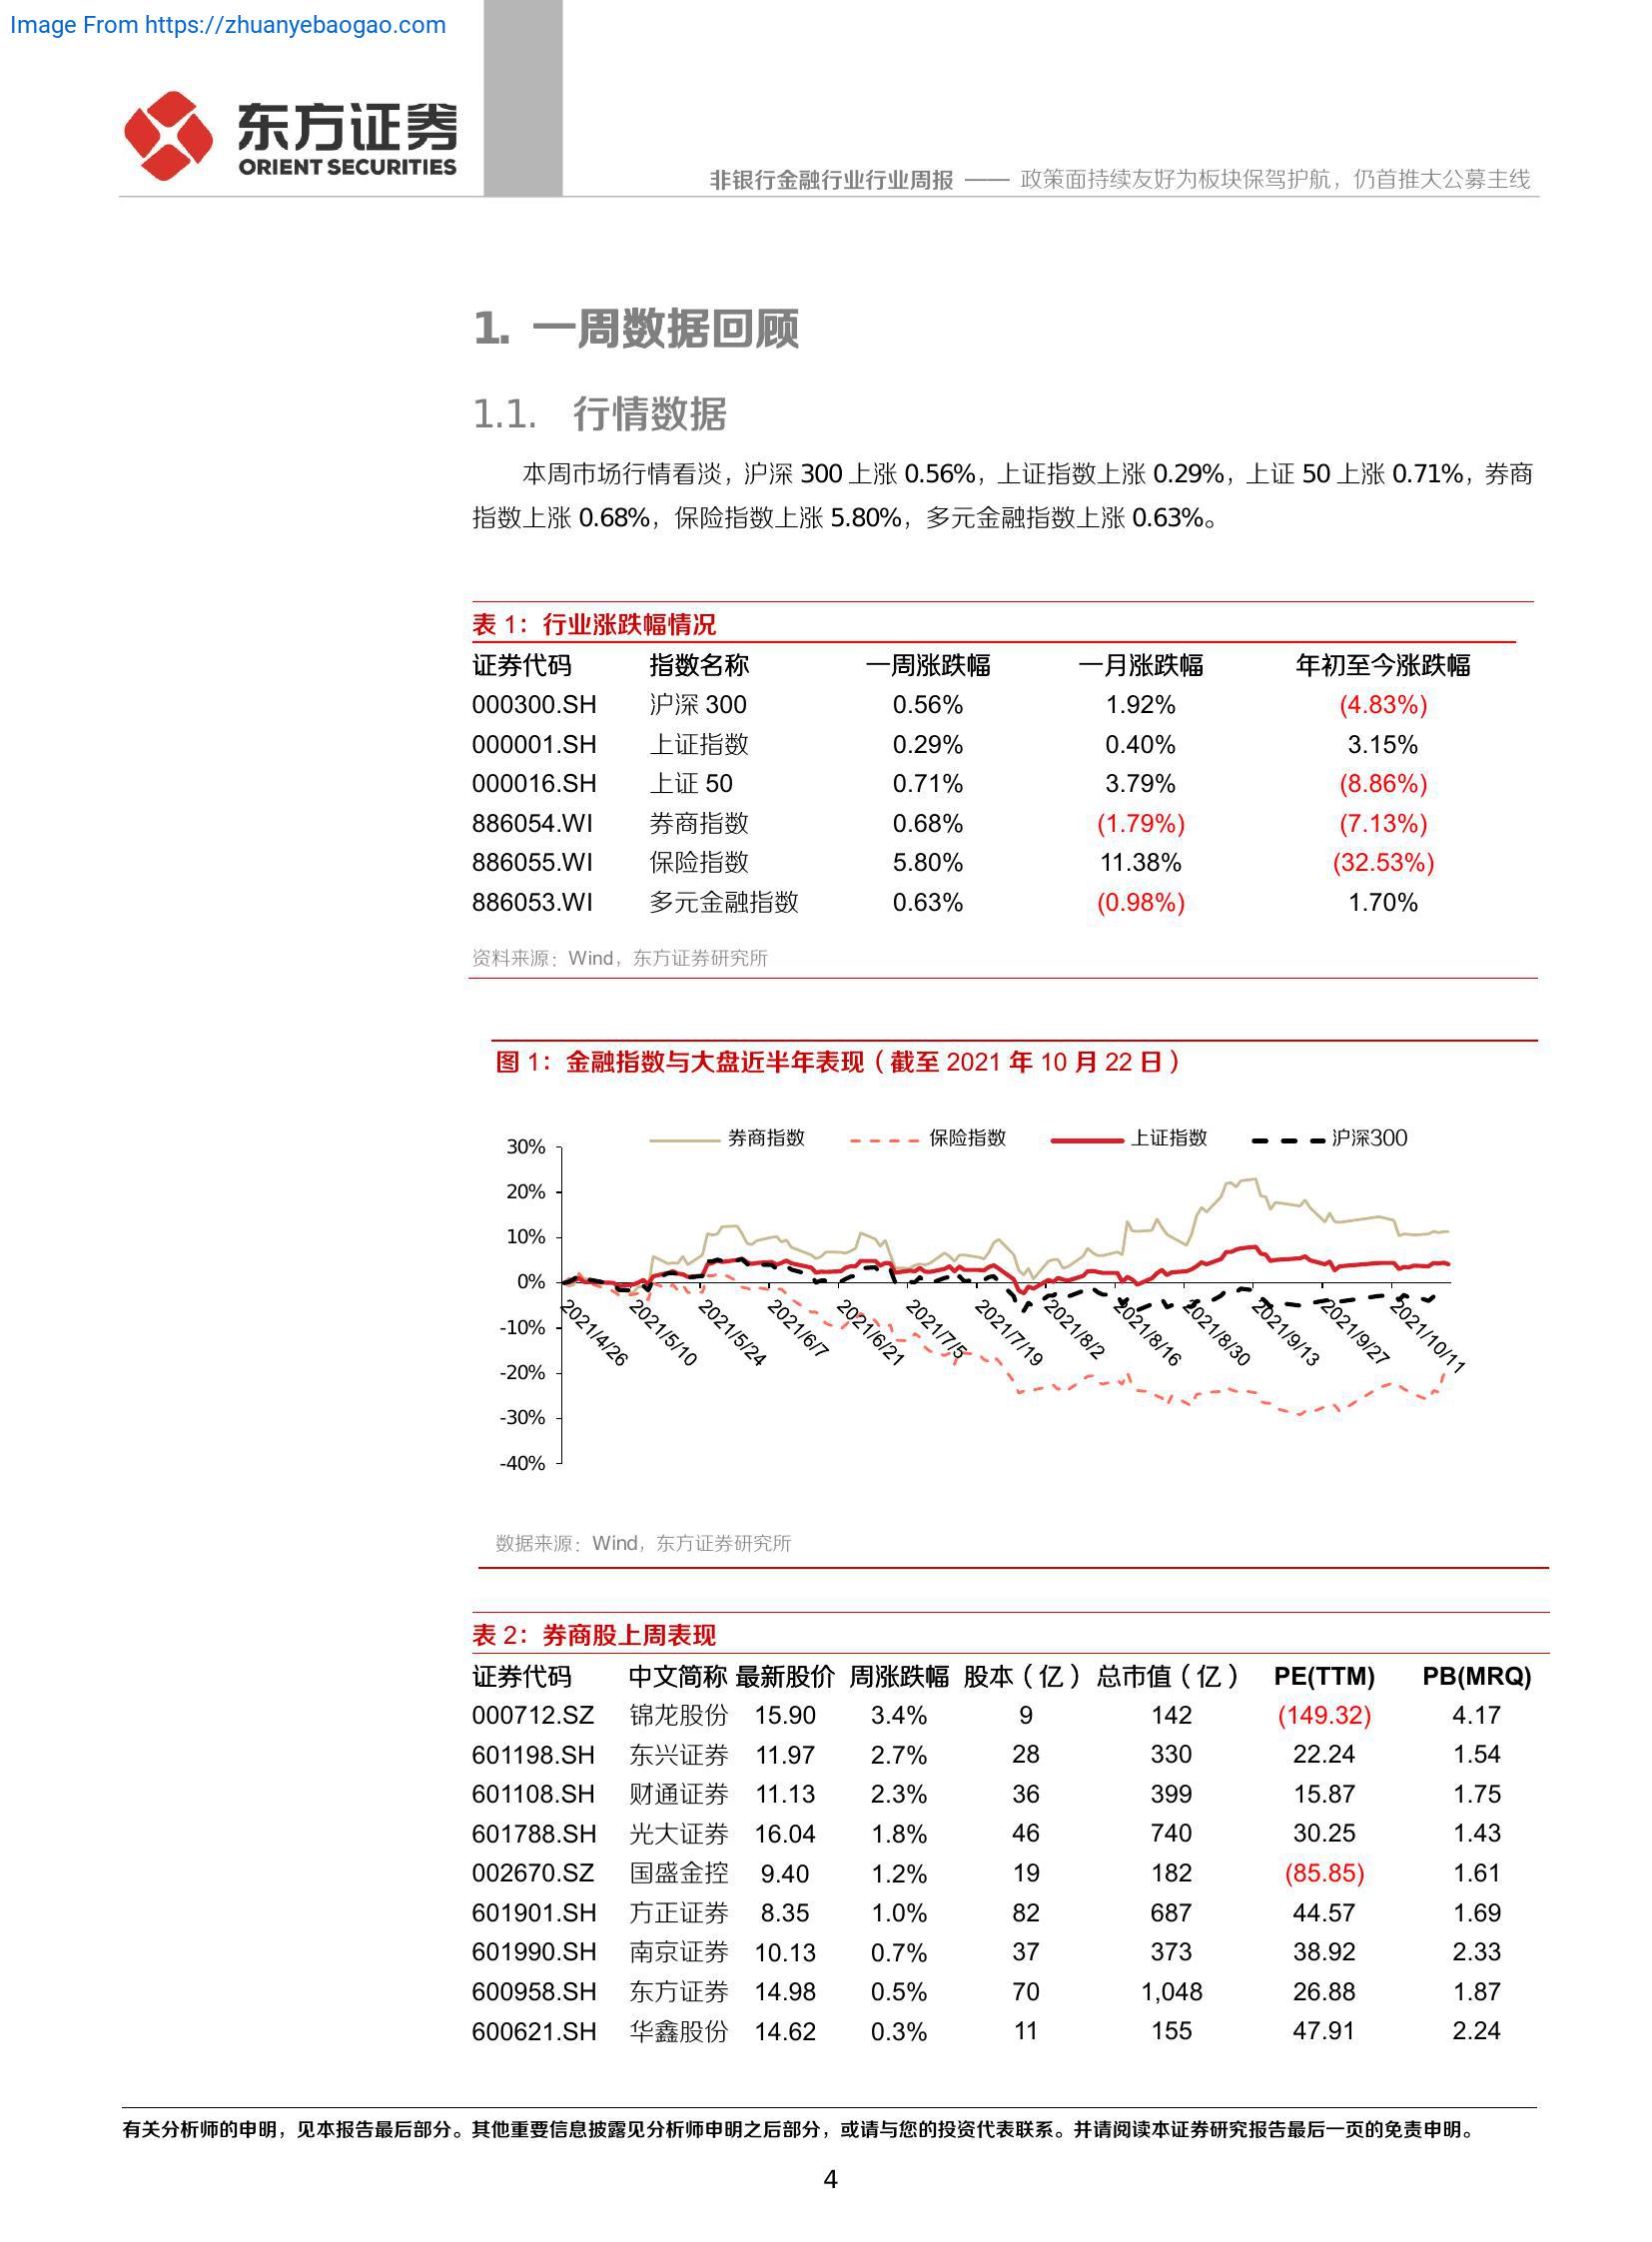 Image From https://zhuanyebaogao.com
东方证券
ORIENT SECURITIES
非银行金融行业行业周报 —— 政策面持续友好为板块保驾护航，仍首推大公募主线
1. 一周数据回顾
1.1. 行情数据
本周市场行情看淡，沪深 300 上涨 0.56%，上证指数上涨 0.29%，上证 50 上涨 0.71%，券商
指数上涨 0.68%，保险指数上涨 5.80%，多元金融指数上涨 0.63%。
表 1：行业涨跌幅情况
证券代码 指数名称 一周涨跌幅 一月涨跌幅 年初至今涨跌幅
000300.SH 沪深 300 0.56% 1.92% (4.83%)
000001.SH 上证指数 0.29% 0.40% 3.15%
000016.SH 上证 50 0.71% 3.79% (8.86%)
886054.WI 券商指数 0.68% (1.79%) (7.13%)
886055.WI 保险指数 5.80% 11.38% (32.53%)
886053.WI 多元金融指数 0.63% (0.98%) 1.70%
资料来源：Wind，东方证券研究所
图 1：金融指数与大盘近半年表现（截至 2021 年 10 月 22 日）
券商指数 保险指数 上证指数 沪深300
30%
20%
10%
0%
-10%
-20%
-30%
-40%
2021/4/26 2021/5/10 2021/5/24 2021/6/7 2021/6/21 2021/7/5 2021/7/19 2021/8/2 2021/8/16 2021/8/30 2021/9/13 2021/9/27 2021/10/11
数据来源：Wind，东方证券研究所
表 2：券商股上周表现
证券代码 中文简称 最新股价 周涨跌幅 股本（亿） 总市值（亿） PE(TTM) PB(MRQ)
000712.SZ 锦龙股份 15.90 3.4% 9 142 (149.32) 4.17
601198.SH 东兴证券 11.97 2.7% 28 330 22.24 1.54
601108.SH 财通证券 11.13 2.3% 36 399 15.87 1.75
601788.SH 光大证券 16.04 1.8% 46 740 30.25 1.43
002670.SZ 国盛金控 9.40 1.2% 19 182 (85.85) 1.61
601901.SH 方正证券 8.35 1.0% 82 687 44.57 1.69
601990.SH 南京证券 10.13 0.7% 37 373 38.92 2.33
600958.SH 东方证券 14.98 0.5% 70 1,048 26.88 1.87
600621.SH 华鑫股份 14.62 0.3% 11 155 47.91 2.24
有关分析师的申明，见本报告最后部分。其他重要信息披露见分析师申明之后部分，或请与您的投资代表联系。并请阅读本证券研究报告最后一页的免责申明。
4